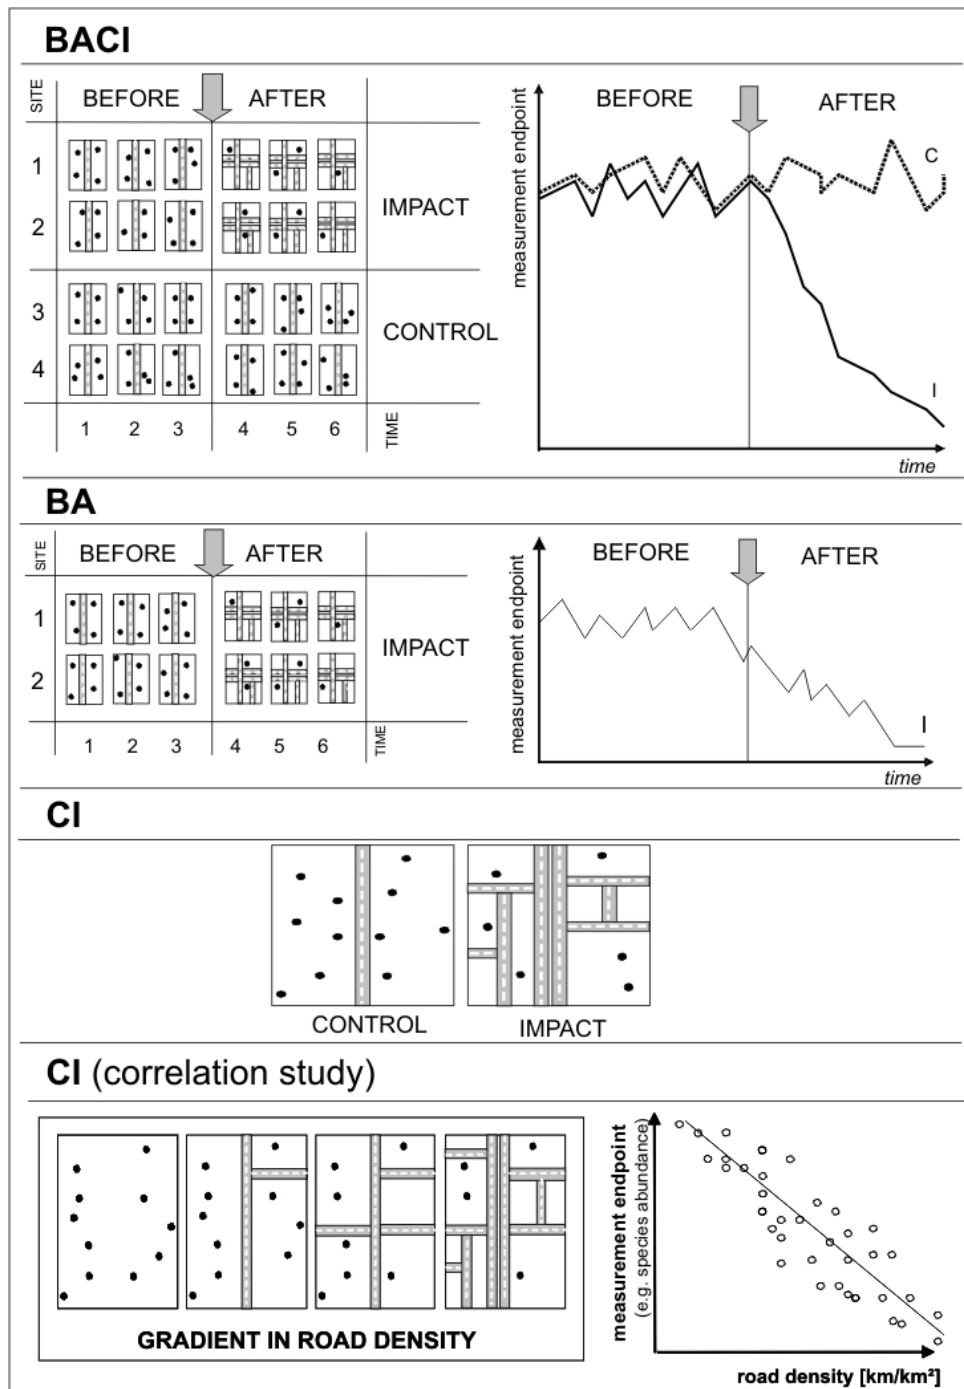 BACI
SITE
BEFORE AFTER
1
2
IMPACT
3
4
CONTROL
1 2 3 4 5 6
TIME
measurement endpoint
BEFORE AFTER
C
I
time
BA
SITE
BEFORE AFTER
1
2
IMPACT
1 2 3 4 5 6
TIME
measurement endpoint
BEFORE AFTER
I
time
CI
CONTROL IMPACT
CI (correlation study)
GRADIENT IN ROAD DENSITY
measurement endpoint
(e.g. species abundance)
road density [km/km²]